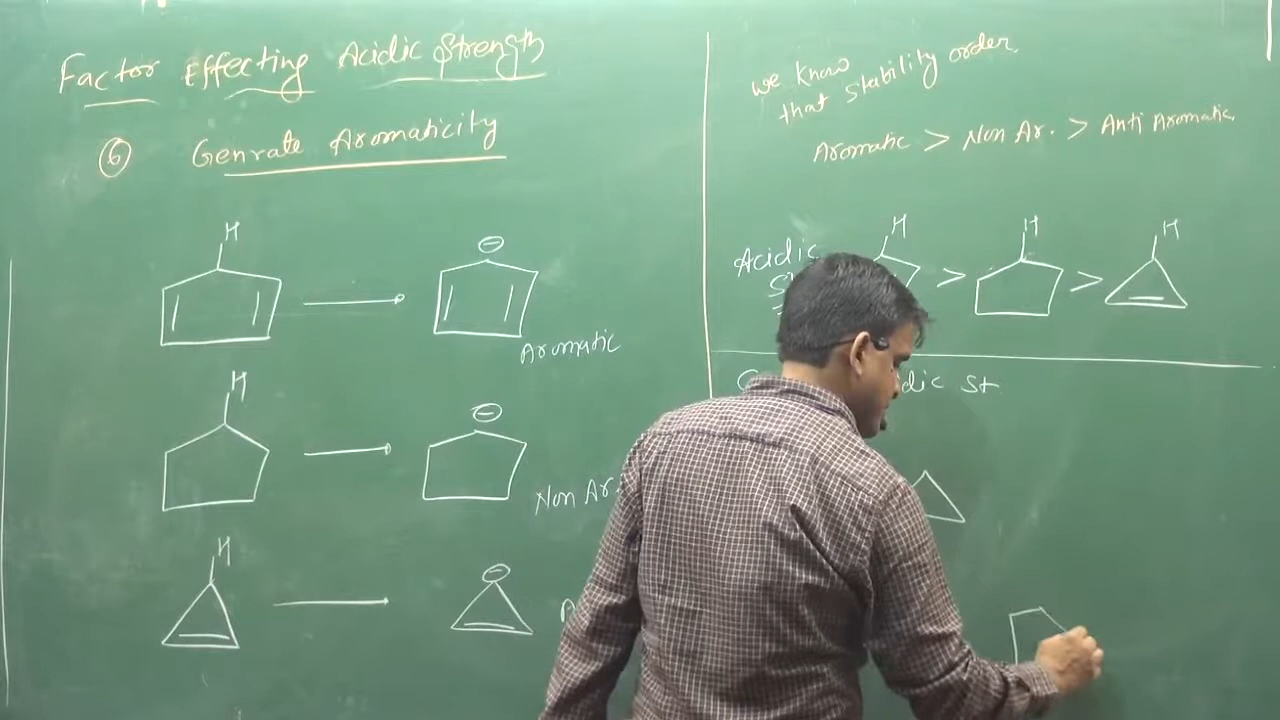 Factor Effecting Acidic Strength
⑥ Genrate Aromaticity
H
⊖
Aromatic
H
⊖
Non Ar.
H
⊖
we know
that stability order
Aromatic > Non Ar. > Anti Aromatic
Acidic
H > H > H
St